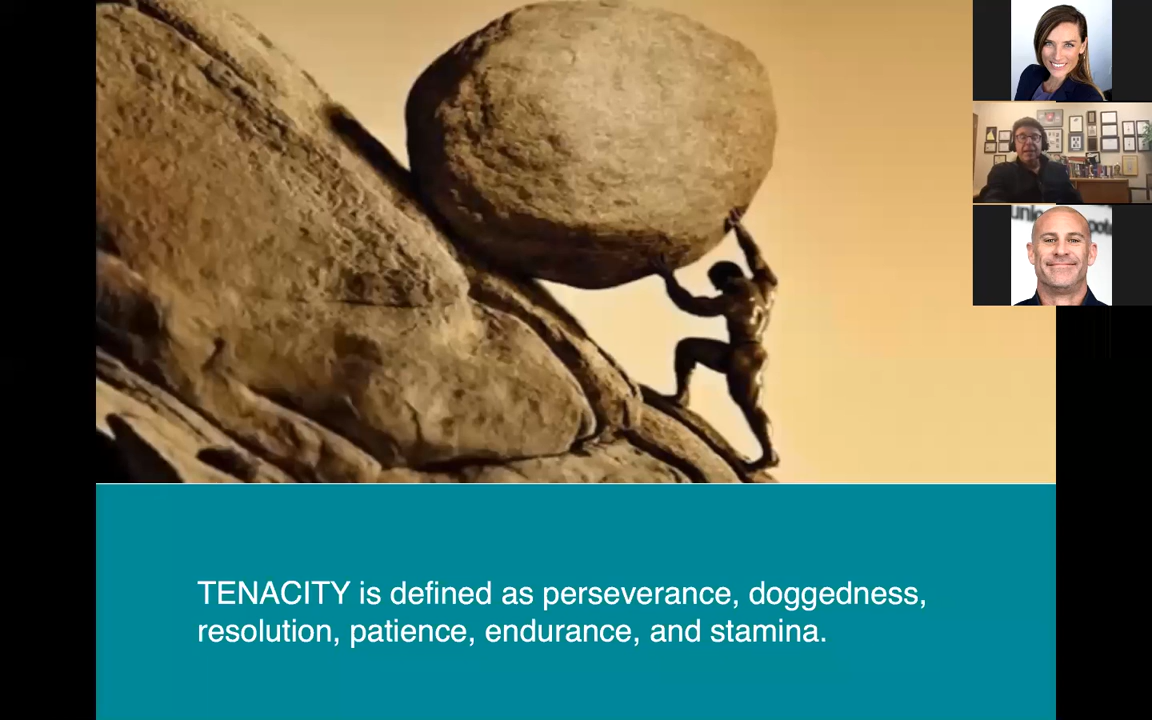 TENACITY is defined as perseverance, doggedness,
resolution, patience, endurance, and stamina.